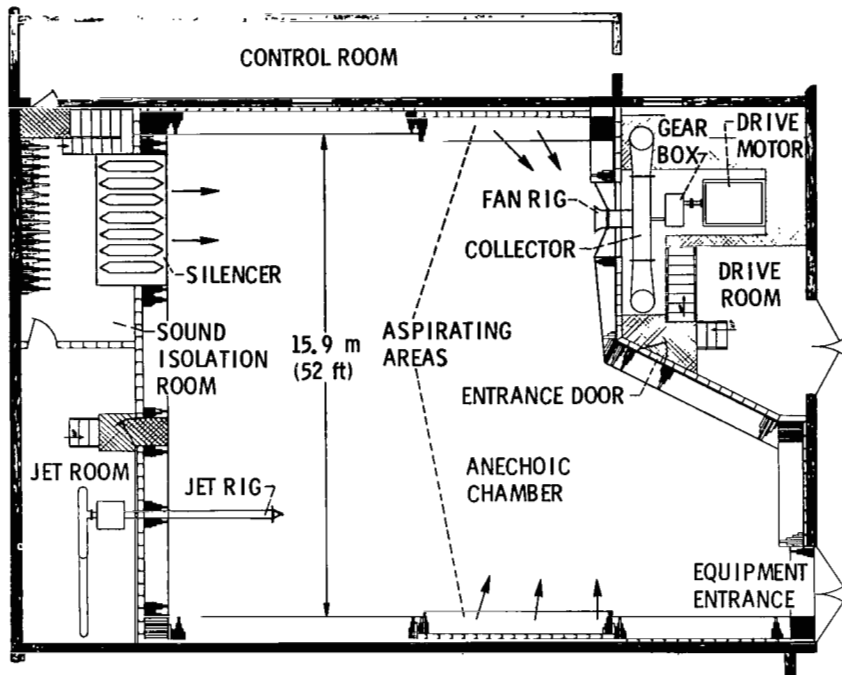 CONTROL ROOM
GEAR
BOX
DRIVE
MOTOR
FAN RIG
COLLECTOR
SILENCER
DRIVE
ROOM
SOUND
ISOLATION
ROOM
15.9 m
(52 ft)
ASPIRATING
AREAS
ENTRANCE DOOR
JET ROOM
JET RIG
ANECHOIC
CHAMBER
EQUIPMENT
ENTRANCE